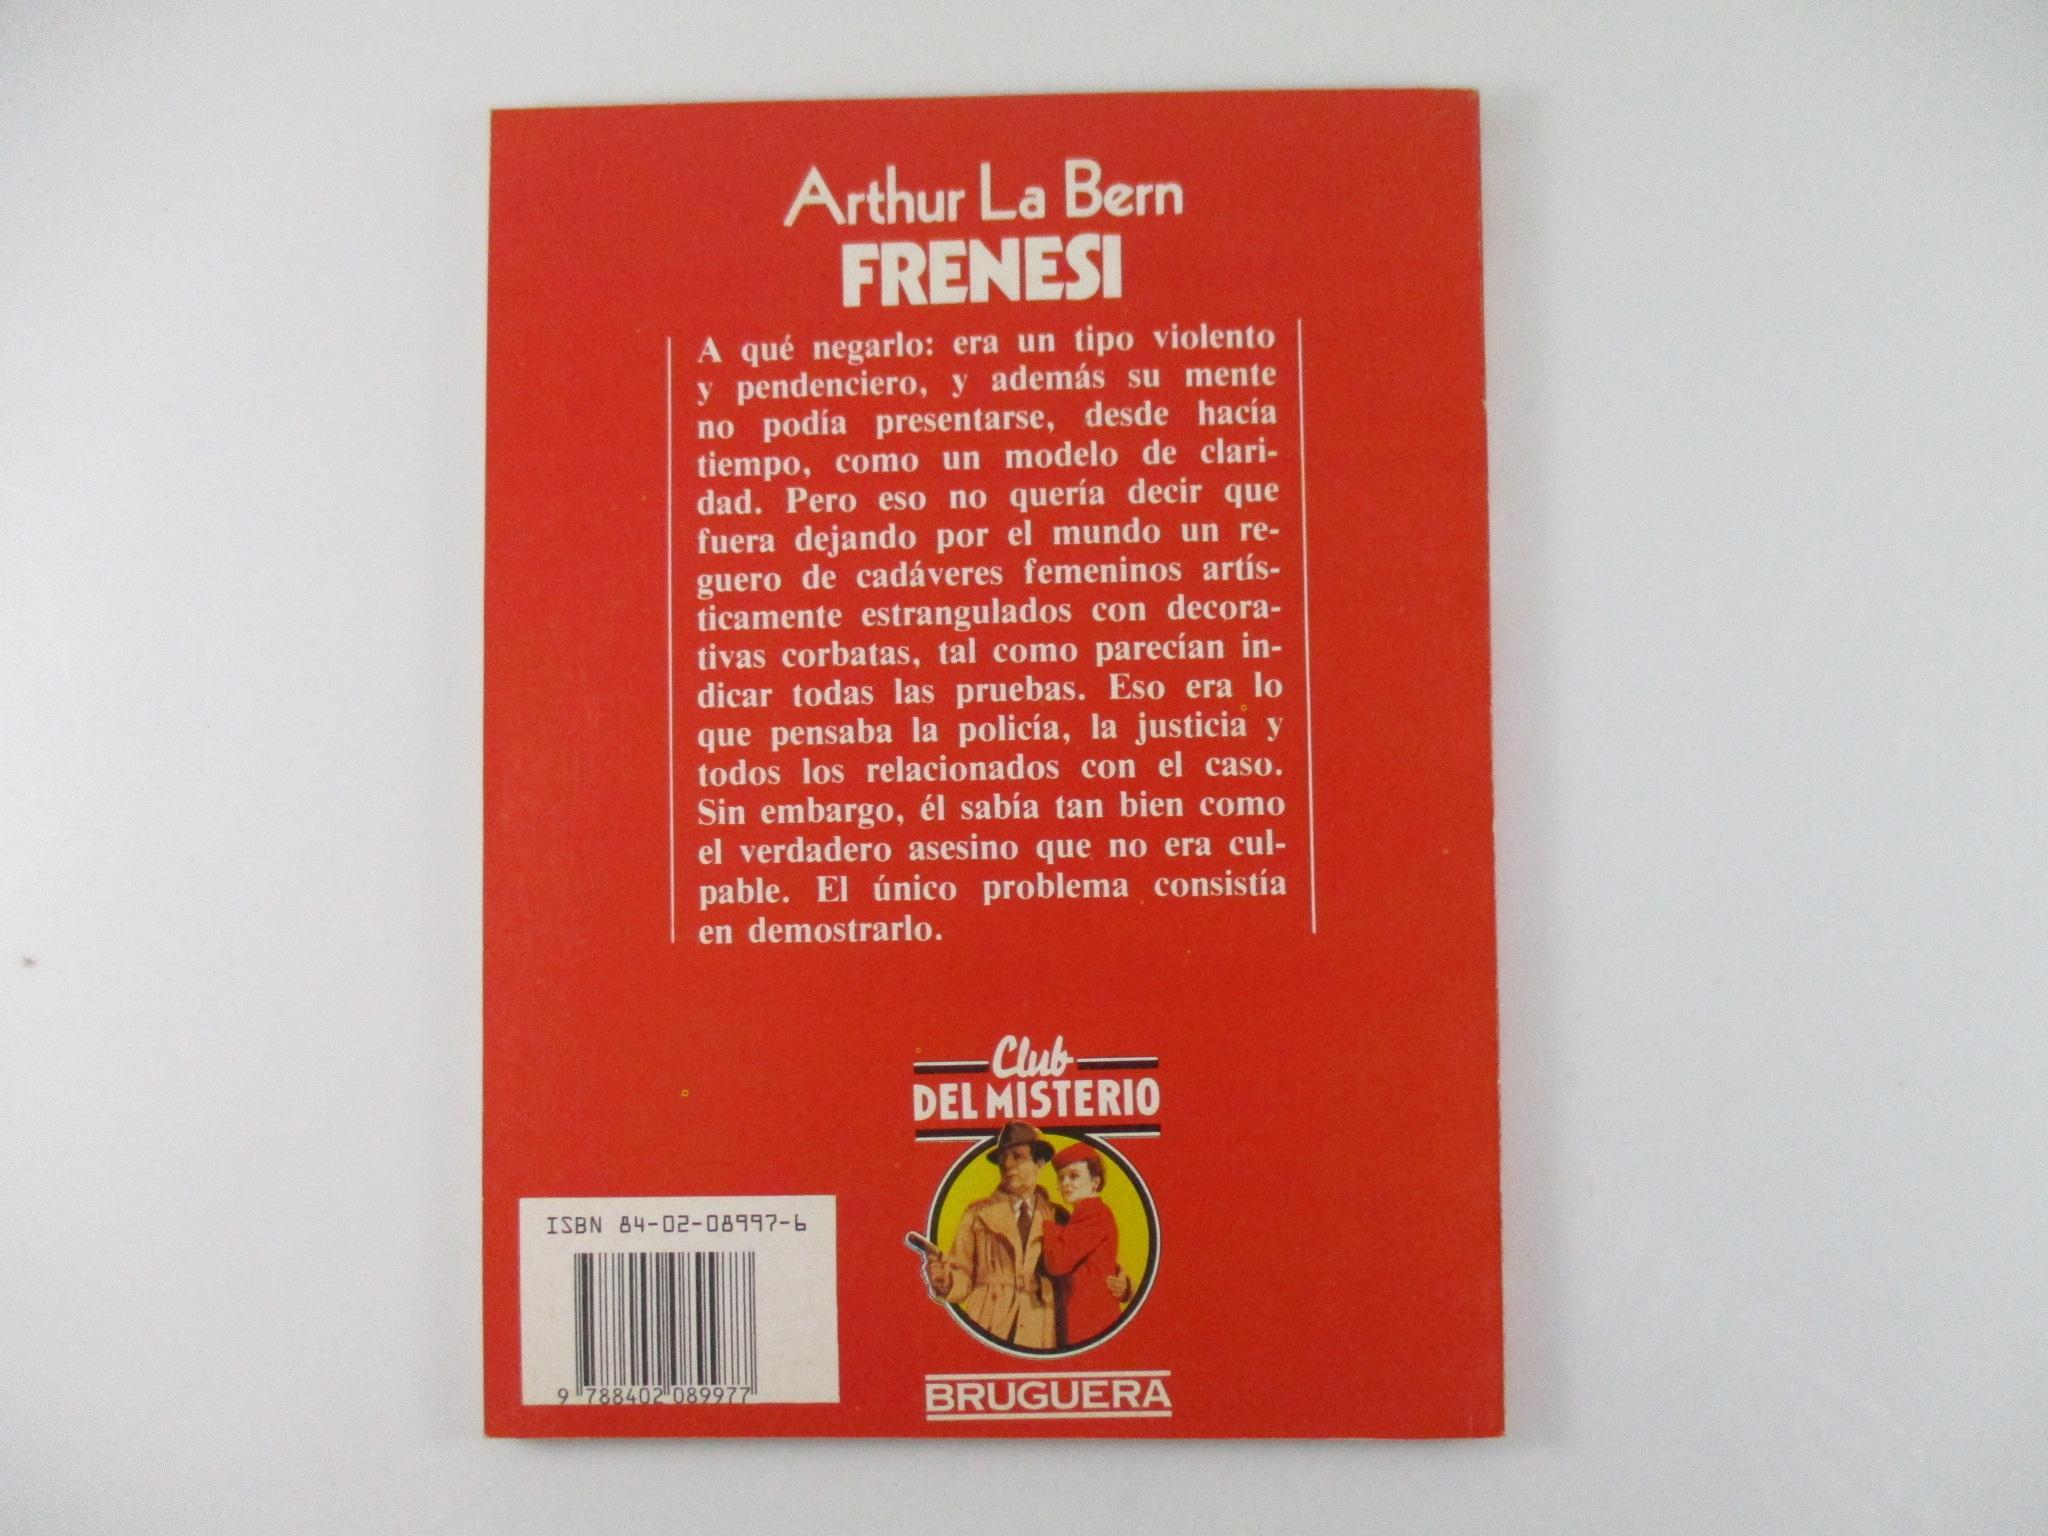 Arthur La Bern
FRENESI
A qué negarlo: era un tipo violento
y pendenciero, y además su mente
no podía presentarse, desde hacía
tiempo, como un modelo de clari-
dad. Pero eso no quería decir que
fuera dejando por el mundo un re-
guero de cadáveres femeninos artís-
ticamente estrangulados con decora-
tivas corbatas, tal como parecían in-
dicar todas las pruebas. Eso era lo
que pensaba la policía, la justicia y
todos los relacionados con el caso.
Sin embargo, él sabía tan bien como
el verdadero asesino que no era cul-
pable. El único problema consistía
en demostrarlo.
Club
DEL MISTERIO
ISBN 84-02-08997-6
9 788402 089977
BRUGUERA